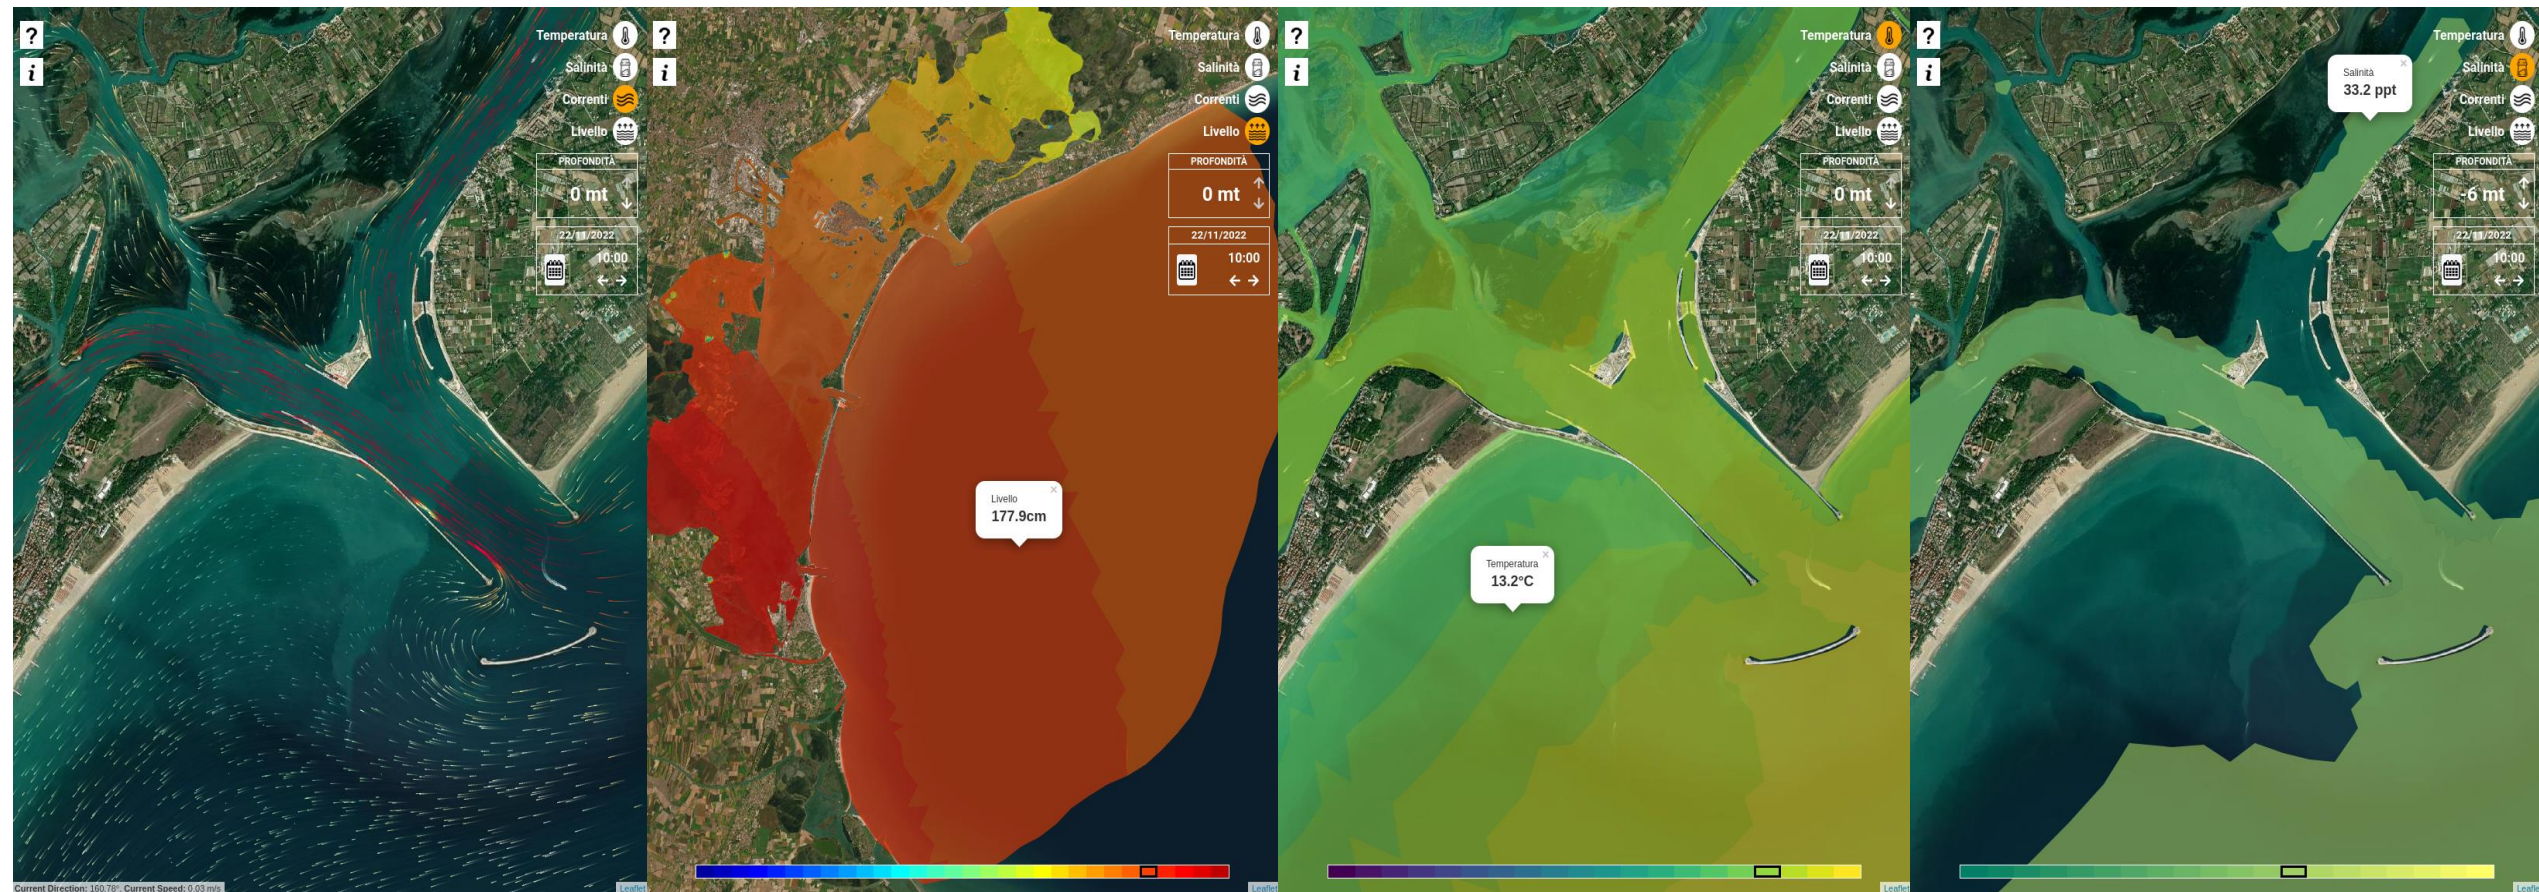 ?
i
Temperatura
Salinità
Correnti
Livello
PROFONDITÀ
0 mt
22/11/2022
10:00
Current Direction: 160.78°, Current Speed: 0.03 m/s
Leaflet
?
i
Temperatura
Salinità
Correnti
Livello
PROFONDITÀ
0 mt
22/11/2022
10:00
Livello
177.9cm
Leaflet
?
i
Temperatura
Salinità
Correnti
Livello
PROFONDITÀ
0 mt
22/11/2022
10:00
Temperatura
13.2°C
Leaflet
?
i
Temperatura
Salinità
Correnti
Livello
Salinità
33.2 ppt
PROFONDITÀ
-6 mt
22/11/2022
10:00
Leaflet